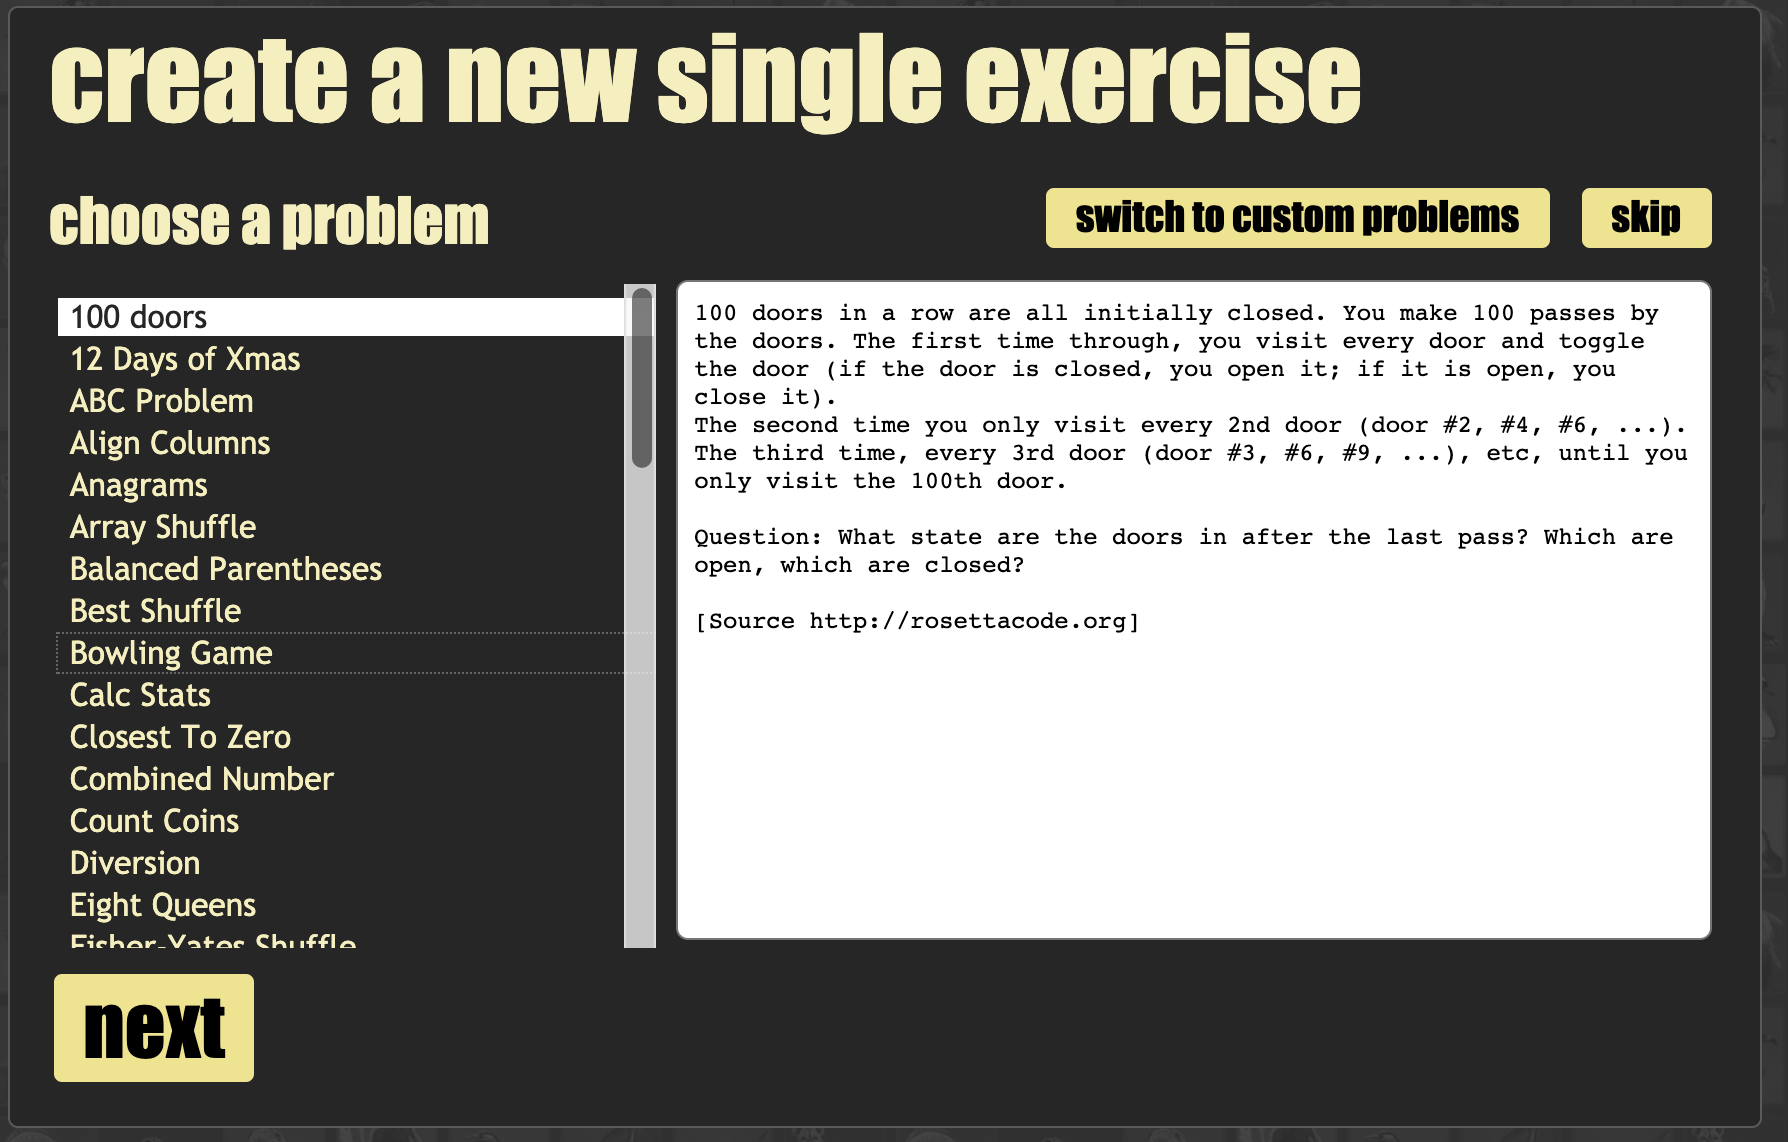 create a new single exercise
choose a problem
switch to custom problems
skip
100 doors
12 Days of Xmas
ABC Problem
Align Columns
Anagrams
Array Shuffle
Balanced Parentheses
Best Shuffle
Bowling Game
Calc Stats
Closest To Zero
Combined Number
Count Coins
Diversion
Eight Queens
Fisher-Yates Shuffle
100 doors in a row are all initially closed. You make 100 passes by
the doors. The first time through, you visit every door and toggle
the door (if the door is closed, you open it; if it is open, you
close it).
The second time you only visit every 2nd door (door #2, #4, #6, ...).
The third time, every 3rd door (door #3, #6, #9, ...), etc, until you
only visit the 100th door.
Question: What state are the doors in after the last pass? Which are
open, which are closed?
[Source http://rosettacode.org]
next